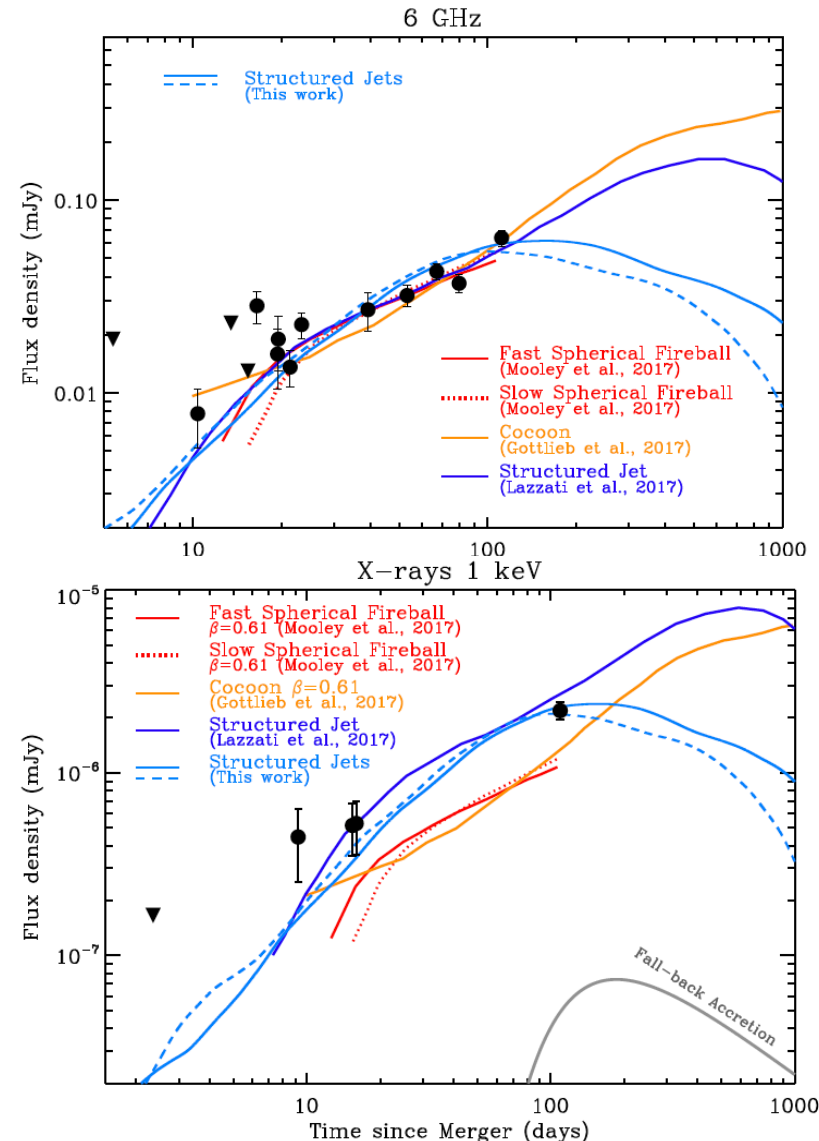 6 GHz
Structured Jets
(This work)
0.10
0.01
Flux density (mJy)
Fast Spherical Fireball
(Mooley et al., 2017)
Slow Spherical Fireball
(Mooley et al., 2017)
Cocoon
(Gottlieb et al., 2017)
Structured Jet
(Lazzati et al., 2017)
10
100
1000
X-rays 1 keV
10⁻⁵
Fast Spherical Fireball
β=0.61 (Mooley et al., 2017)
Slow Spherical Fireball
β=0.61 (Mooley et al., 2017)
Cocoon β=0.61
(Gottlieb et al., 2017)
Structured Jet
(Lazzati et al., 2017)
Structured Jets
(This work)
10⁻⁶
10⁻⁷
Flux density (mJy)
Fall-back Accretion
10
100
1000
Time since Merger (days)